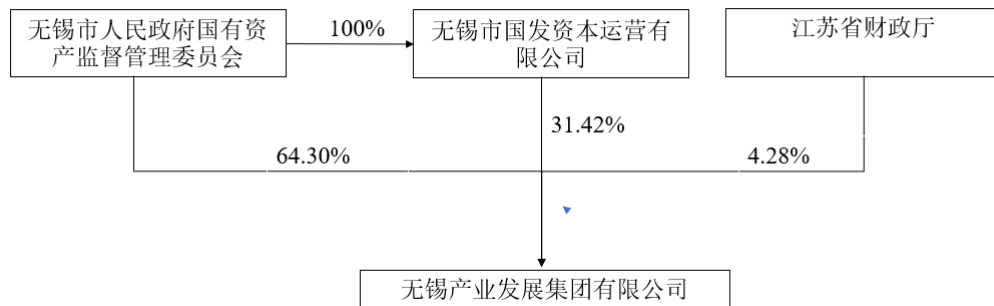 无锡市人民政府国有资
产监督管理委员会
100%
无锡市国发资本运营有
限公司
江苏省财政厅
31.42%
64.30%
4.28%
无锡产业发展集团有限公司